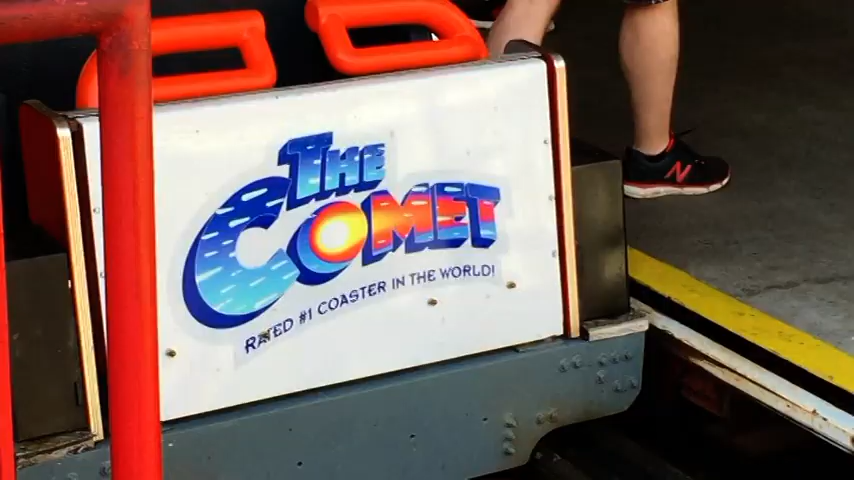 THE
COMET
RATED #1 COASTER IN THE WORLD!
N